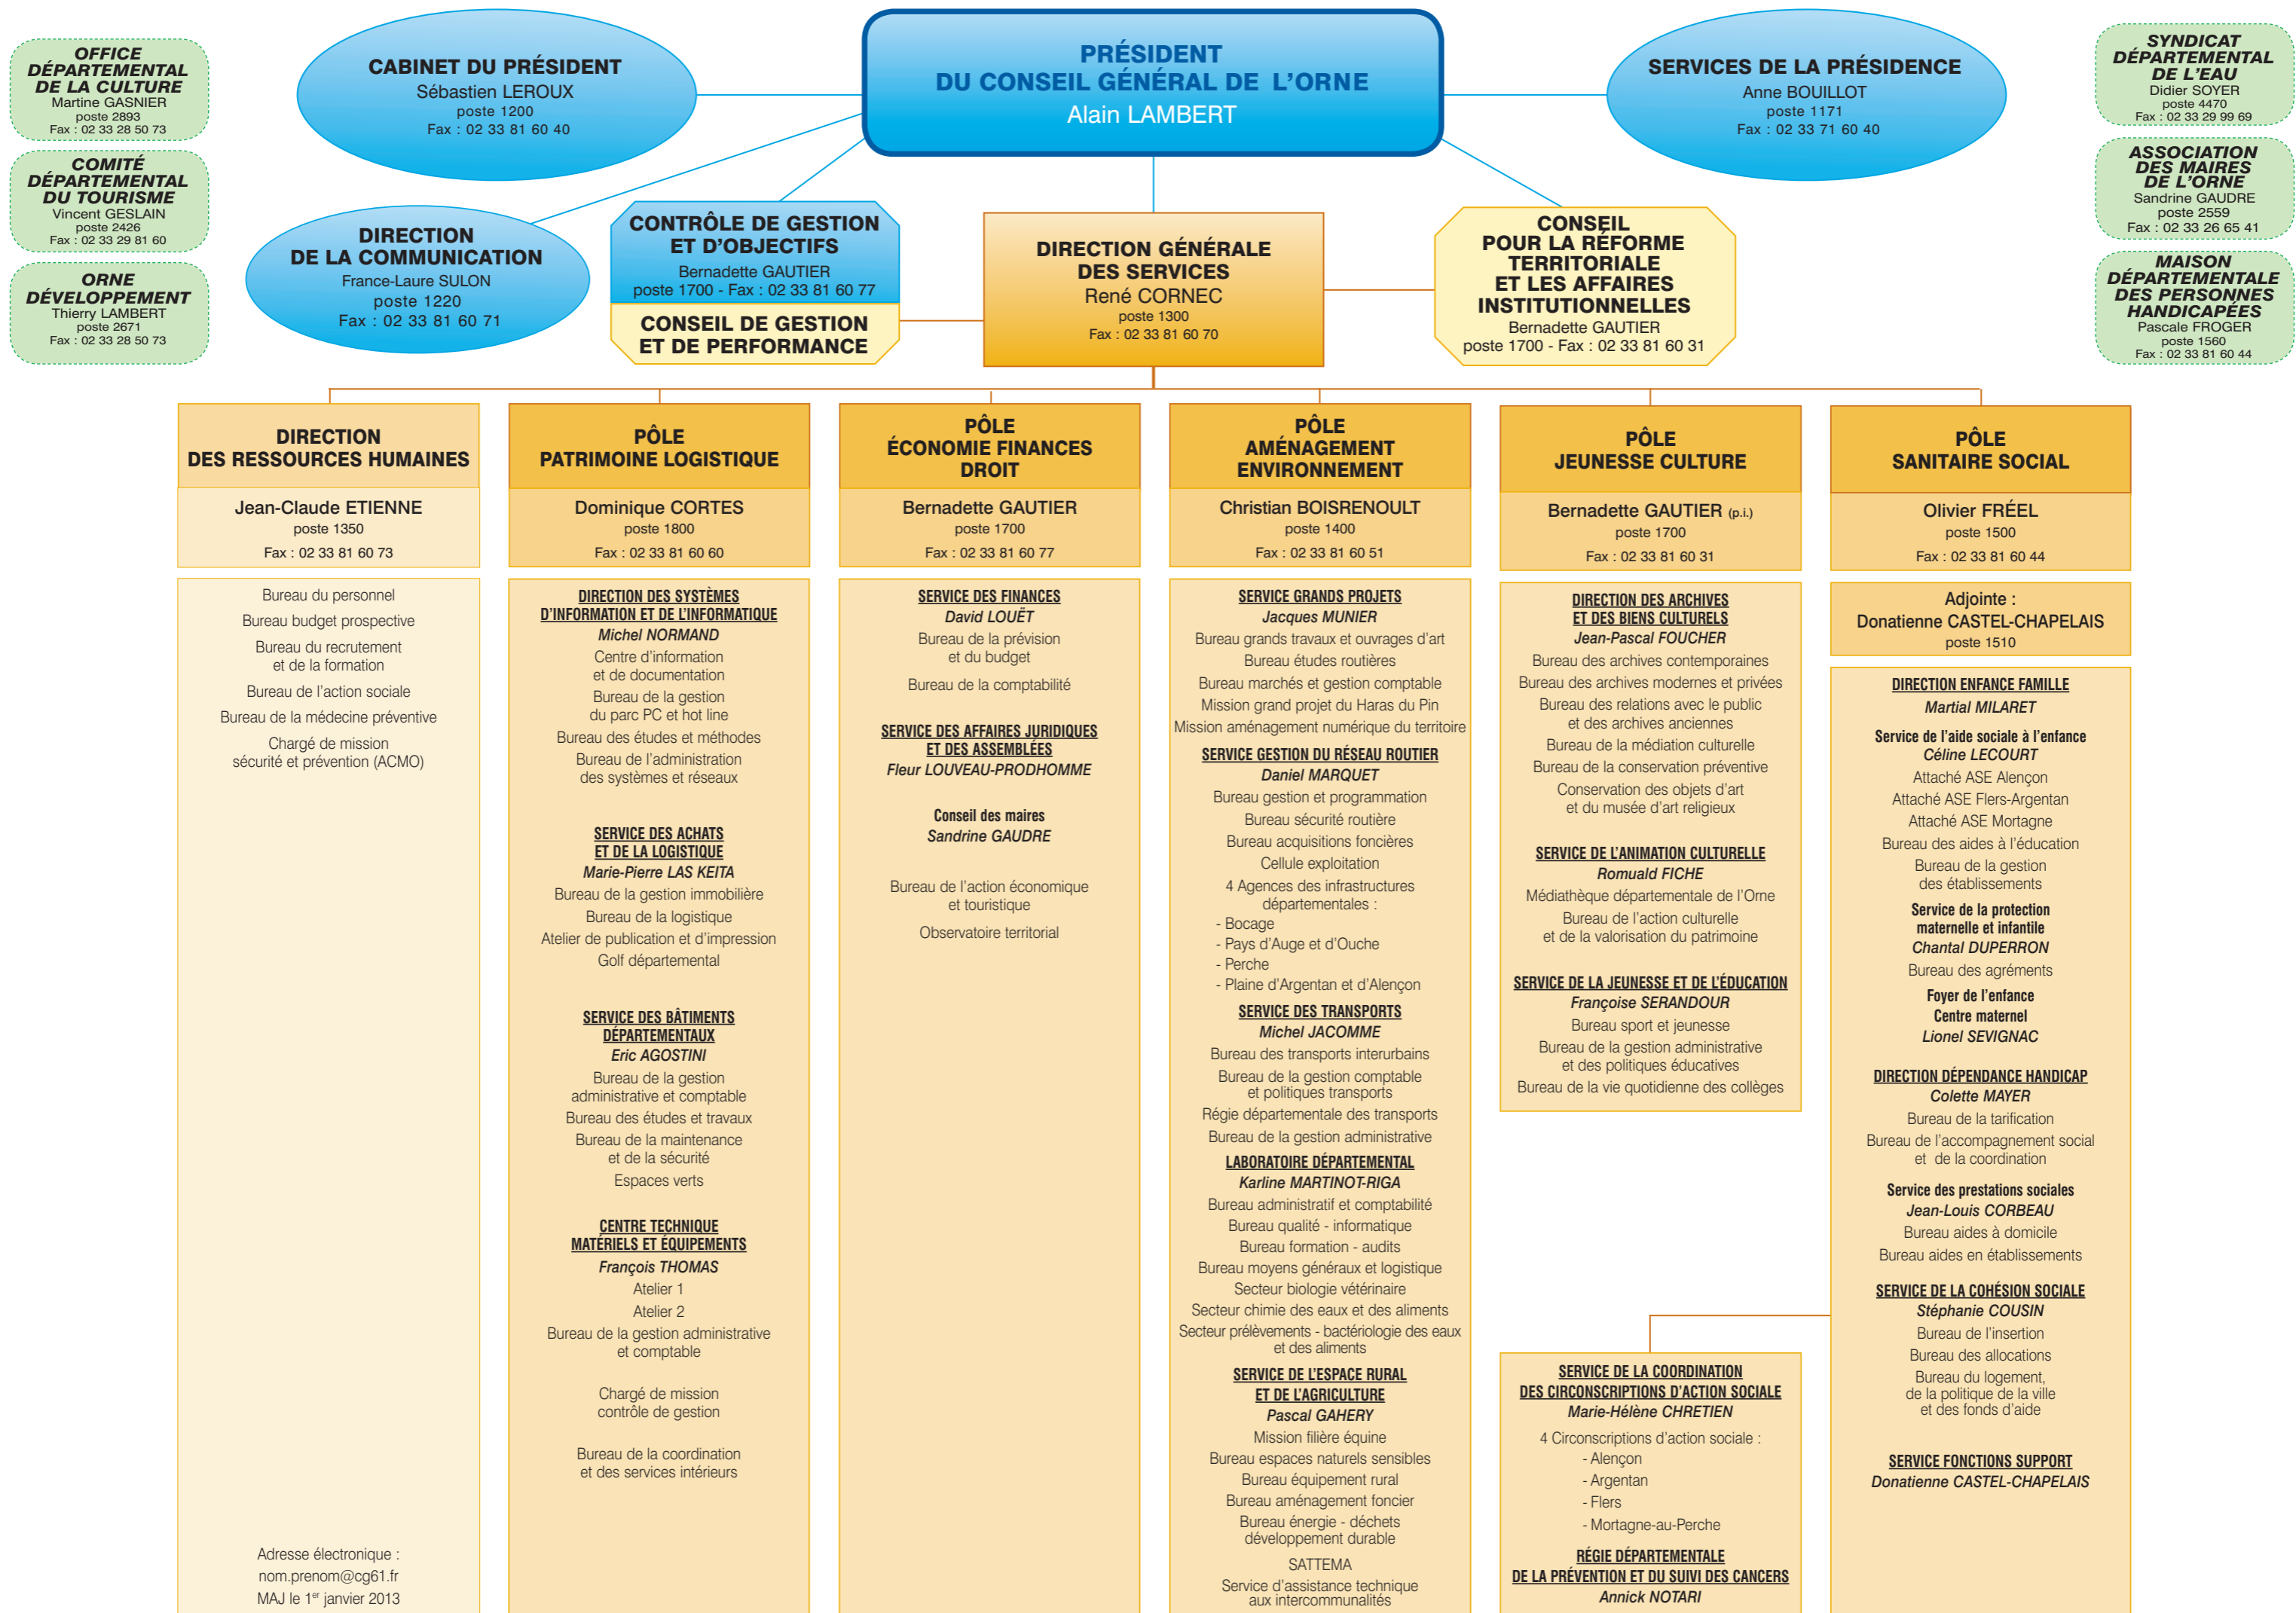 OFFICE
DÉPARTEMENTAL
DE LA CULTURE
Martine GASNIER
poste 2893
Fax : 02 33 28 50 73
COMITÉ
DÉPARTEMENTAL
DU TOURISME
Vincent GESLAIN
poste 2426
Fax : 02 33 29 81 60
ORNE
DÉVELOPPEMENT
Thierry LAMBERT
poste 2671
Fax : 02 33 28 50 73
CABINET DU PRÉSIDENT
Sébastien LEROUX
poste 1200
Fax : 02 33 81 60 40
PRÉSIDENT
DU CONSEIL GÉNÉRAL DE L'ORNE
Alain LAMBERT
SERVICES DE LA PRÉSIDENCE
Anne BOUILLOT
poste 1171
Fax : 02 33 71 60 40
SYNDICAT
DÉPARTEMENTAL
DE L'EAU
Didier SOYER
poste 4470
Fax : 02 33 29 99 69
ASSOCIATION
DES MAIRES
DE L'ORNE
Sandrine GAUDRE
poste 2559
Fax : 02 33 26 65 41
MAISON
DÉPARTEMENTALE
DES PERSONNES
HANDICAPÉES
Pascale FROGER
poste 1560
Fax : 02 33 81 60 44
DIRECTION
DE LA COMMUNICATION
France-Laure SULON
poste 1220
Fax : 02 33 81 60 71
CONTRÔLE DE GESTION
ET D'OBJECTIFS
Bernadette GAUTIER
poste 1700 - Fax : 02 33 81 60 77
CONSEIL DE GESTION
ET DE PERFORMANCE
DIRECTION GÉNÉRALE
DES SERVICES
René CORNEC
poste 1300
Fax : 02 33 81 60 70
CONSEIL
POUR LA RÉFORME
TERRITORIALE
ET LES AFFAIRES
INSTITUTIONNELLES
Bernadette GAUTIER
poste 1700 - Fax : 02 33 81 60 31
DIRECTION
DES RESSOURCES HUMAINES
Jean-Claude ETIENNE
poste 1350
Fax : 02 33 81 60 73
Bureau du personnel
Bureau budget prospective
Bureau du recrutement
et de la formation
Bureau de l'action sociale
Bureau de la médecine préventive
Chargé de mission
sécurité et prévention (ACMO)
Adresse électronique :
nom.prenom@cg61.fr
MAJ le 1er janvier 2013
PÔLE
PATRIMOINE LOGISTIQUE
Dominique CORTES
poste 1800
Fax : 02 33 81 60 60
DIRECTION DES SYSTÈMES
D'INFORMATION ET DE L'INFORMATIQUE
Michel NORMAND
Centre d'information
et de documentation
Bureau de la gestion
du parc PC et hot line
Bureau des études et méthodes
Bureau de l'administration
des systèmes et réseaux
SERVICE DES ACHATS
ET DE LA LOGISTIQUE
Marie-Pierre LAS KEITA
Bureau de la gestion immobilière
Bureau de la logistique
Atelier de publication et d'impression
Golf départemental
SERVICE DES BÂTIMENTS
DÉPARTEMENTAUX
Eric AGOSTINI
Bureau de la gestion
administrative et comptable
Bureau des études et travaux
Bureau de la maintenance
et de la sécurité
Espaces verts
CENTRE TECHNIQUE
MATÉRIELS ET ÉQUIPEMENTS
François THOMAS
Atelier 1
Atelier 2
Bureau de la gestion administrative
et comptable
Chargé de mission
contrôle de gestion
Bureau de la coordination
et des services intérieurs
PÔLE
ÉCONOMIE FINANCES
DROIT
Bernadette GAUTIER
poste 1700
Fax : 02 33 81 60 77
SERVICE DES FINANCES
David LOUËT
Bureau de la prévision
et du budget
Bureau de la comptabilité
SERVICE DES AFFAIRES JURIDIQUES
ET DES ASSEMBLÉES
Fleur LOUVEAU-PRODHOMME
Conseil des maires
Sandrine GAUDRE
Bureau de l'action économique
et touristique
Observatoire territorial
PÔLE
AMÉNAGEMENT
ENVIRONNEMENT
Christian BOISRENOULT
poste 1400
Fax : 02 33 81 60 51
SERVICE GRANDS PROJETS
Jacques MUNIER
Bureau grands travaux et ouvrages d'art
Bureau études routières
Bureau marchés et gestion comptable
Mission grand projet du Haras du Pin
Mission aménagement numérique du territoire
SERVICE GESTION DU RÉSEAU ROUTIER
Daniel MARQUET
Bureau gestion et programmation
Bureau sécurité routière
Bureau acquisitions foncières
Cellule exploitation
4 Agences des infrastructures
départementales :
- Bocage
- Pays d'Auge et d'Ouche
- Perche
- Plaine d'Argentan et d'Alençon
SERVICE DES TRANSPORTS
Michel JACOMME
Bureau des transports interurbains
Bureau de la gestion comptable
et politiques transports
Régie départementale des transports
Bureau de la gestion administrative
LABORATOIRE DÉPARTEMENTAL
Karline MARTINOT-RIGA
Bureau administratif et comptabilité
Bureau qualité - informatique
Bureau formation - audits
Bureau moyens généraux et logistique
Secteur biologie vétérinaire
Secteur chimie des eaux et des aliments
Secteur prélèvements - bactériologie des eaux
et des aliments
SERVICE DE L'ESPACE RURAL
ET DE L'AGRICULTURE
Pascal GAHERY
Mission filière équine
Bureau espaces naturels sensibles
Bureau équipement rural
Bureau aménagement foncier
Bureau énergie - déchets
développement durable
SATTEMA
Service d'assistance technique
aux intercommunalités
PÔLE
JEUNESSE CULTURE
Bernadette GAUTIER (p.i.)
poste 1700
Fax : 02 33 81 60 31
DIRECTION DES ARCHIVES
ET DES BIENS CULTURELS
Jean-Pascal FOUCHER
Bureau des archives contemporaines
Bureau des archives modernes et privées
Bureau des relations avec le public
et des archives anciennes
Bureau de la médiation culturelle
Bureau de la conservation préventive
Conservation des objets d'art
et du musée d'art religieux
SERVICE DE L'ANIMATION CULTURELLE
Romuald FICHE
Médiathèque départementale de l'Orne
Bureau de l'action culturelle
et de la valorisation du patrimoine
SERVICE DE LA JEUNESSE ET DE L'ÉDUCATION
Françoise SERANDOUR
Bureau sport et jeunesse
Bureau de la gestion administrative
et des politiques éducatives
Bureau de la vie quotidienne des collèges
SERVICE DE LA COORDINATION
DES CIRCONSCRIPTIONS D'ACTION SOCIALE
Marie-Hélène CHRETIEN
4 Circonscriptions d'action sociale :
- Alençon
- Argentan
- Flers
- Mortagne-au-Perche
RÉGIE DÉPARTEMENTALE
DE LA PRÉVENTION ET DU SUIVI DES CANCERS
Annick NOTARI
PÔLE
SANITAIRE SOCIAL
Olivier FRÉEL
poste 1500
Fax : 02 33 81 60 44
Adjointe :
Donatienne CASTEL-CHAPELAIS
poste 1510
DIRECTION ENFANCE FAMILLE
Martial MILARET
Service de l'aide sociale à l'enfance
Céline LECOURT
Attaché ASE Alençon
Attaché ASE Flers-Argentan
Attaché ASE Mortagne
Bureau des aides à l'éducation
Bureau de la gestion
des établissements
Service de la protection
maternelle et infantile
Chantal DUPERRON
Bureau des agréments
Foyer de l'enfance
Centre maternel
Lionel SEVIGNAC
DIRECTION DÉPENDANCE HANDICAP
Colette MAYER
Bureau de la tarification
Bureau de l'accompagnement social
et de la coordination
Service des prestations sociales
Jean-Louis CORBEAU
Bureau aides à domicile
Bureau aides en établissements
SERVICE DE LA COHÉSION SOCIALE
Stéphanie COUSIN
Bureau de l'insertion
Bureau des allocations
Bureau du logement,
de la politique de la ville
et des fonds d'aide
SERVICE FONCTIONS SUPPORT
Donatienne CASTEL-CHAPELAIS